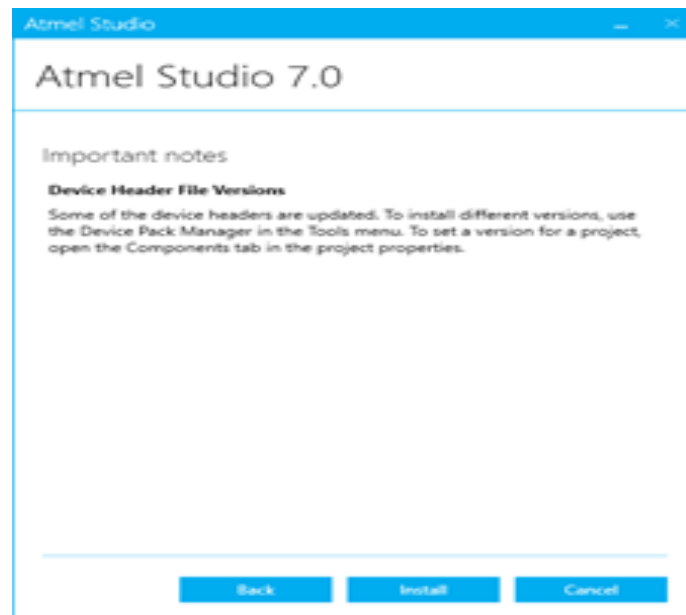 Atmel Studio
Atmel Studio 7.0
Important notes
Device Header File Versions
Some of the device headers are updated. To install different versions, use
the Device Pack Manager in the Tools menu. To set a version for a project,
open the Components tab in the project properties.
Back
Install
Cancel